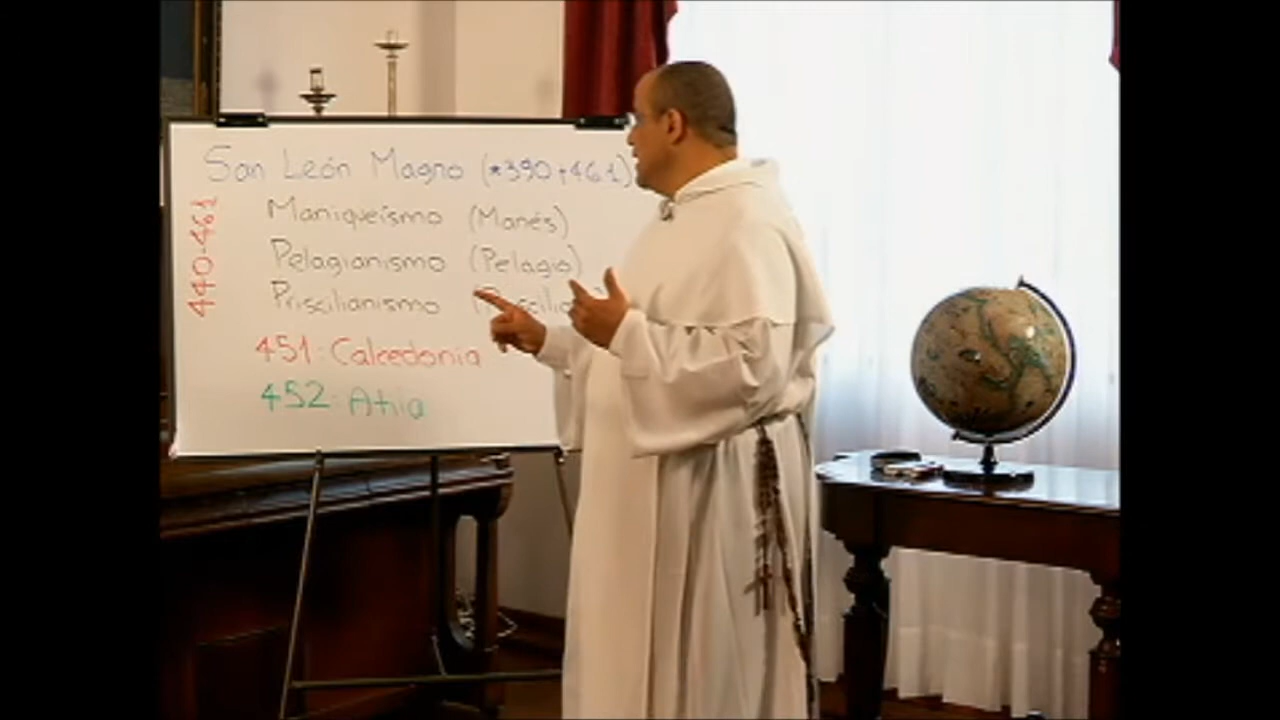 San León Magno (*390 +461)
440-461
Maniqueísmo (Manés)
Pelagianismo (Pelagio)
Priscilianismo
451: Calcedonia
452: Atila